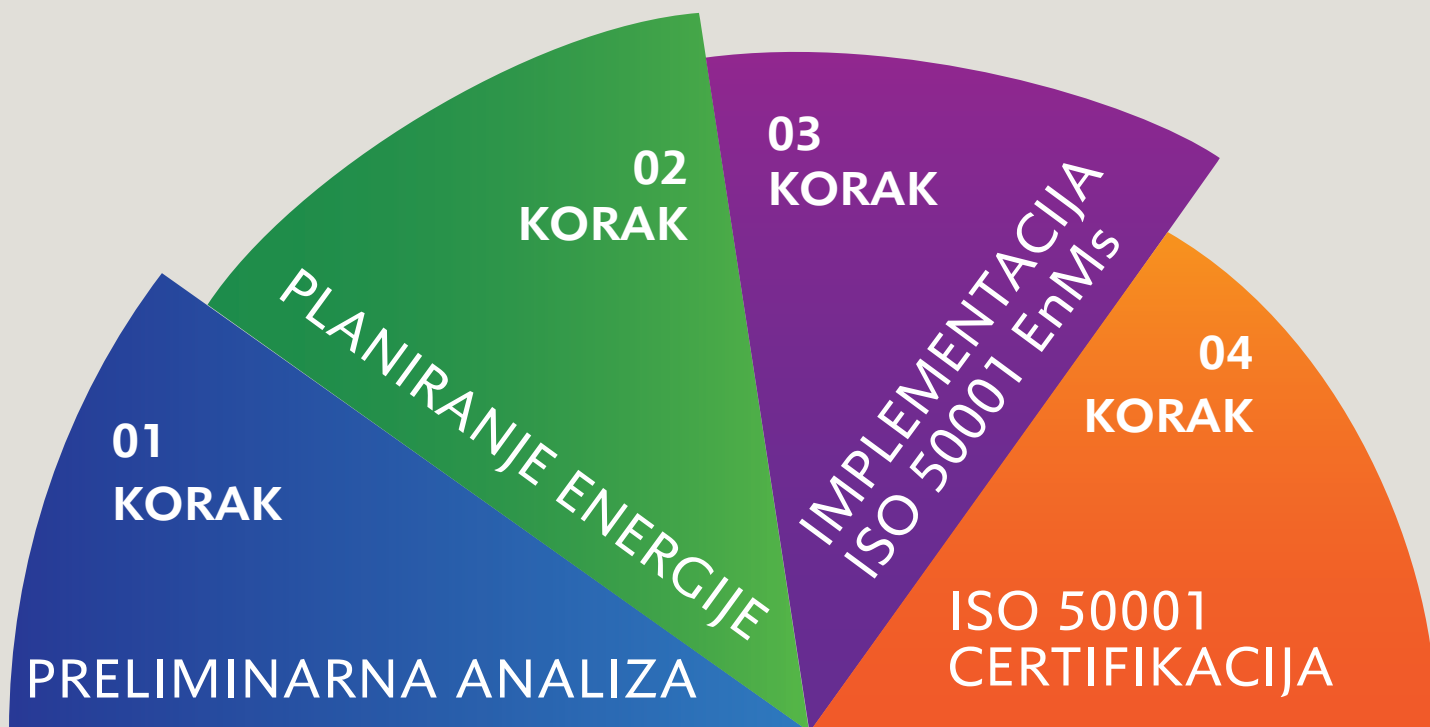 01
KORAK
PRELIMINARNA ANALIZA
02
KORAK
PLANIRANJE ENERGIJE
03
KORAK
IMPLEMENTACIJA
ISO 50001 EnMs
04
KORAK
ISO 50001
CERTIFIKACIJA